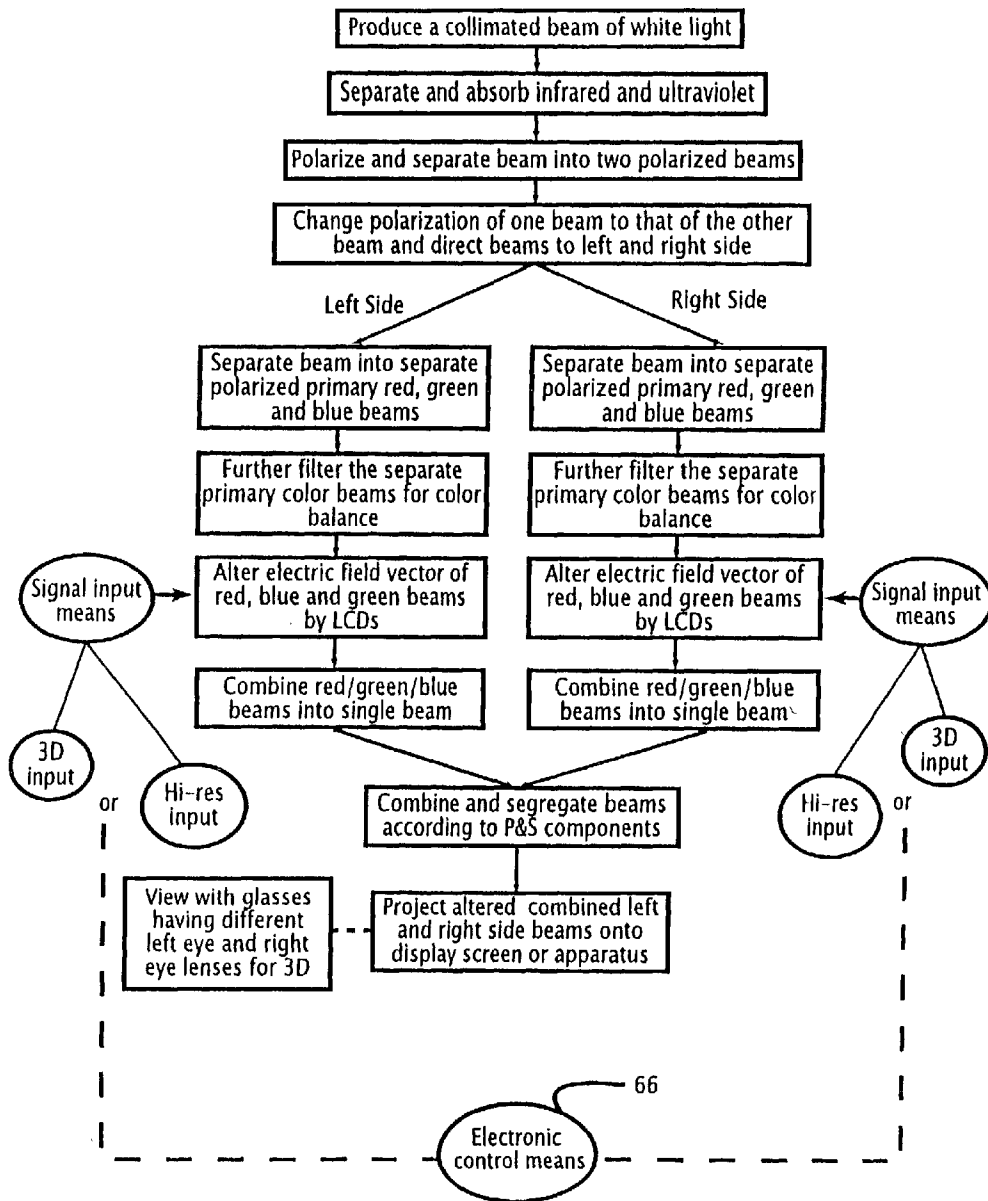 Produce a collimated beam of white light
Separate and absorb infrared and ultraviolet
Polarize and separate beam into two polarized beams
Change polarization of one beam to that of the other
beam and direct beams to left and right side
Left Side
Right Side
Separate beam into separate
polarized primary red, green
and blue beams
Separate beam into separate
polarized primary red, green
and blue beams
Further filter the separate
primary color beams for color
balance
Further filter the separate
primary color beams for color
balance
Signal input
means
Alter electric field vector of
red, blue and green beams
by LCDs
Alter electric field vector of
red, blue and green beams
by LCDs
Signal input
means
Combine red/green/blue
beams into single beam
Combine red/green/blue
beams into single beam
3D
input
or
Hi-res
input
Combine and segregate beams
according to P&S components
Hi-res
input
or
3D
input
View with glasses
having different
left eye and right
eye lenses for 3D
Project altered combined left
and right side beams onto
display screen or apparatus
66
Electronic
control means